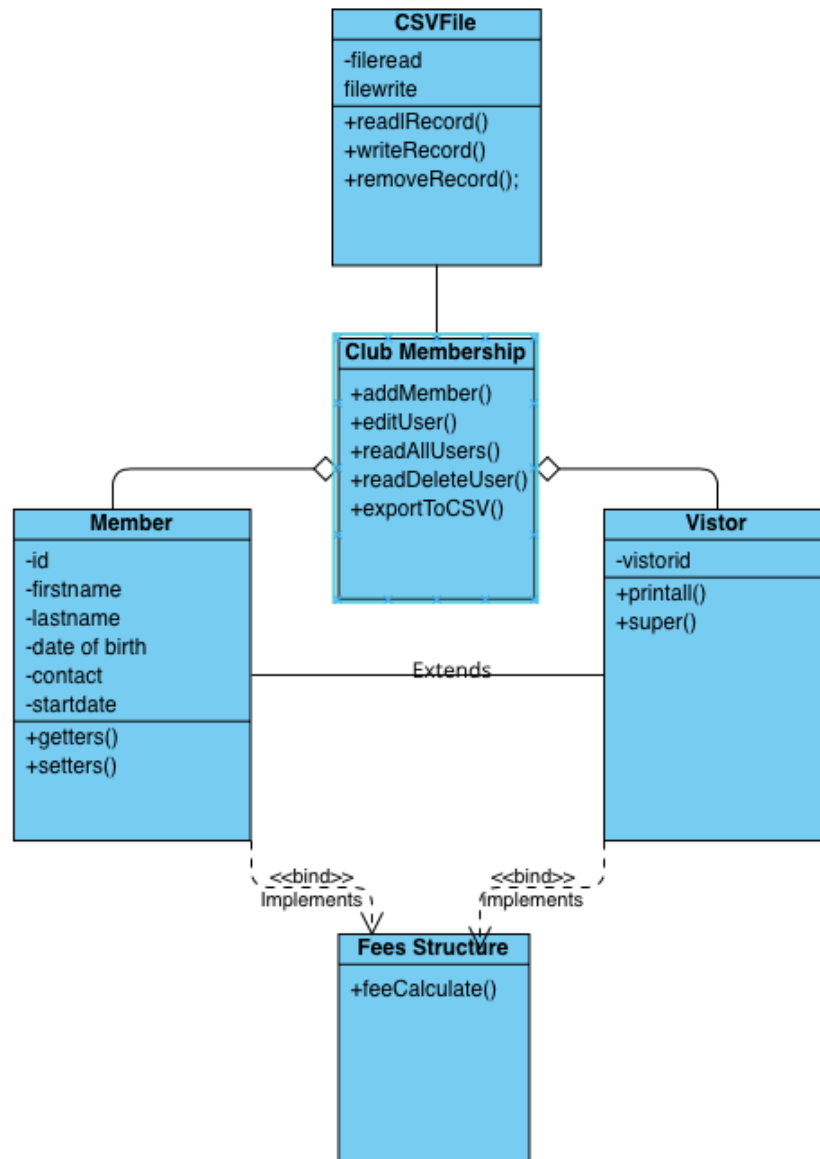 CSVFile
-fileread
filewrite
+readlRecord()
+writeRecord()
+removeRecord();
Club Membership
+addMember()
+editUser()
+readAllUsers()
+readDeleteUser()
+exportToCSV()
Member
-id
-firstname
-lastname
-date of birth
-contact
-startdate
+getters()
+setters()
Vistor
-vistorid
+printall()
+super()
Extends
<<bind>>
Implements
<<bind>>
Implements
Fees Structure
+feeCalculate()